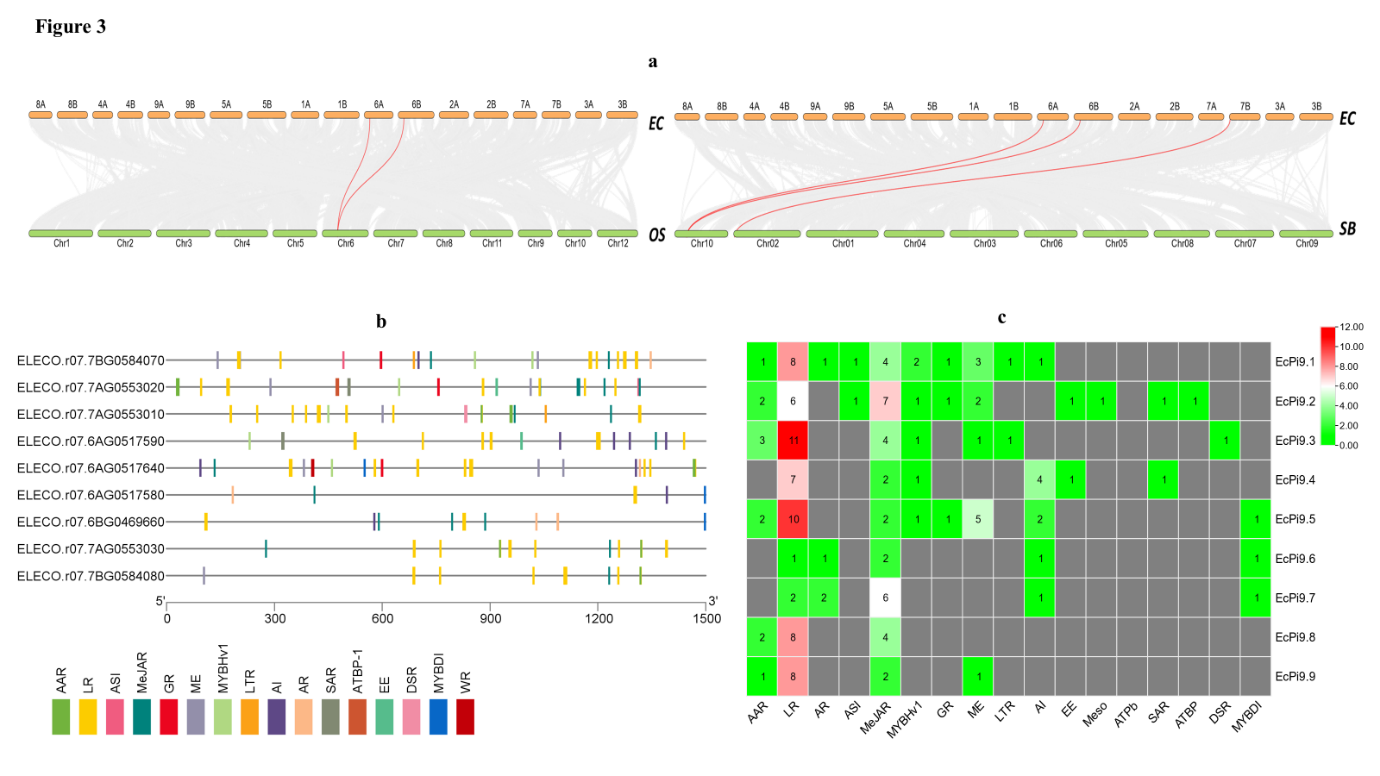 Figure 3
a
8A 8B 4A 4B 9A 9B 5A 5B 1A 1B 6A 6B 2A 2B 7A 7B 3A 3B
EC
Chr1 Chr2 Chr3 Chr4 Chr5 Chr6 Chr7 Chr8 Chr11 Chr9 Chr10 Chr12
OS
8A 8B 4A 4B 9A 9B 5A 5B 1A 1B 6A 6B 2A 2B 7A 7B 3A 3B
EC
Chr10 Chr02 Chr01 Chr04 Chr03 Chr06 Chr05 Chr08 Chr07 Chr09
SB
b
ELECO.r07.7BG0584070
ELECO.r07.7AG0553020
ELECO.r07.7AG0553010
ELECO.r07.6AG0517590
ELECO.r07.6AG0517640
ELECO.r07.6AG0517580
ELECO.r07.6BG0469660
ELECO.r07.7AG0553030
ELECO.r07.7BG0584080
5' 3'
0 300 600 900 1200 1500
AAR LR ASI MeJAR GR ME MYBHv1 LTR AI AR SAR ATBP-1 EE DSR MYBDI WR
c
1 8 1 1 4 2 1 3 1 1 EcPi9.1
2 6 1 7 1 1 2 1 1 1 1 EcPi9.2
3 11 4 1 1 1 1 EcPi9.3
7 2 1 4 1 1 EcPi9.4
2 10 2 1 1 5 2 1 EcPi9.5
1 1 2 1 1 EcPi9.6
2 2 6 1 1 EcPi9.7
2 8 4 EcPi9.8
1 8 2 1 EcPi9.9
AAR LR AR ASI MeJAR MYBHv1 GR ME LTR AI EE Meso ATPb SAR ATBP DSR MYBDI
12.00
10.00
8.00
6.00
4.00
2.00
0.00